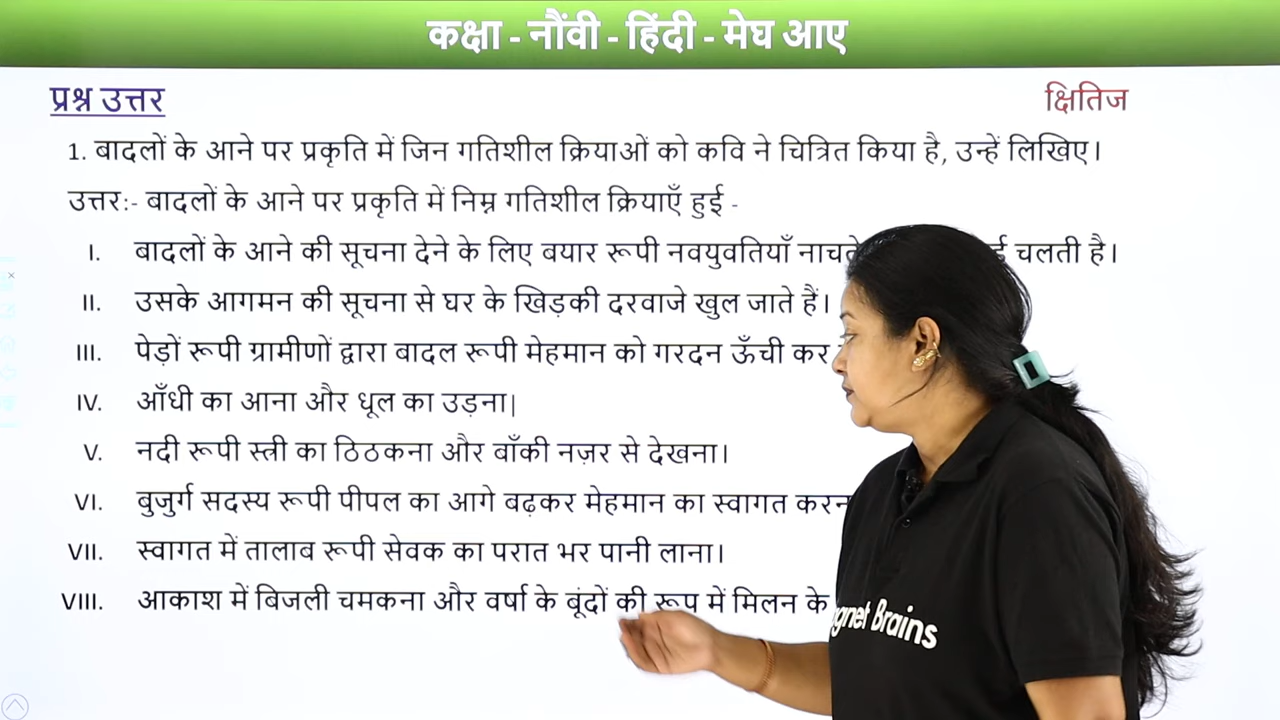 कक्षा - नौंवी - हिंदी - मेघ आए
प्रश्न उत्तर
क्षितिज
1. बादलों के आने पर प्रकृति में जिन गतिशील क्रियाओं को कवि ने चित्रित किया है, उन्हें लिखिए।
उत्तर:- बादलों के आने पर प्रकृति में निम्न गतिशील क्रियाएँ हुई -
I. बादलों के आने की सूचना देने के लिए बयार रूपी नवयुवतियाँ चलती है।
II. उसके आगमन की सूचना से घर के खिड़की दरवाजे खुल जाते हैं।
III. पेड़ों रूपी ग्रामीणों द्वारा बादल रूपी मेहमान को गरदन ऊँची कर
IV. आँधी का आना और धूल का उड़ना|
V. नदी रूपी स्त्री का ठिठकना और बाँकी नज़र से देखना।
VI. बुजुर्ग सदस्य रूपी पीपल का आगे बढ़कर मेहमान का स्वागत
VII. स्वागत में तालाब रूपी सेवक का परात भर पानी लाना।
VIII. आकाश में बिजली चमकना और वर्षा के बूंदों की रूप में मिलन के
Brains